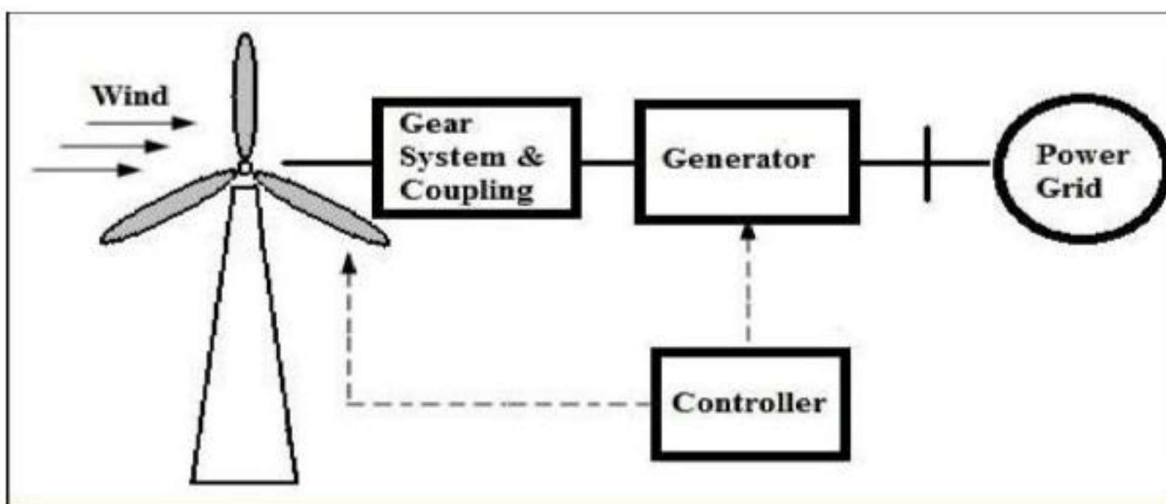 Wind
Gear
System &
Coupling
Generator
Power
Grid
Controller